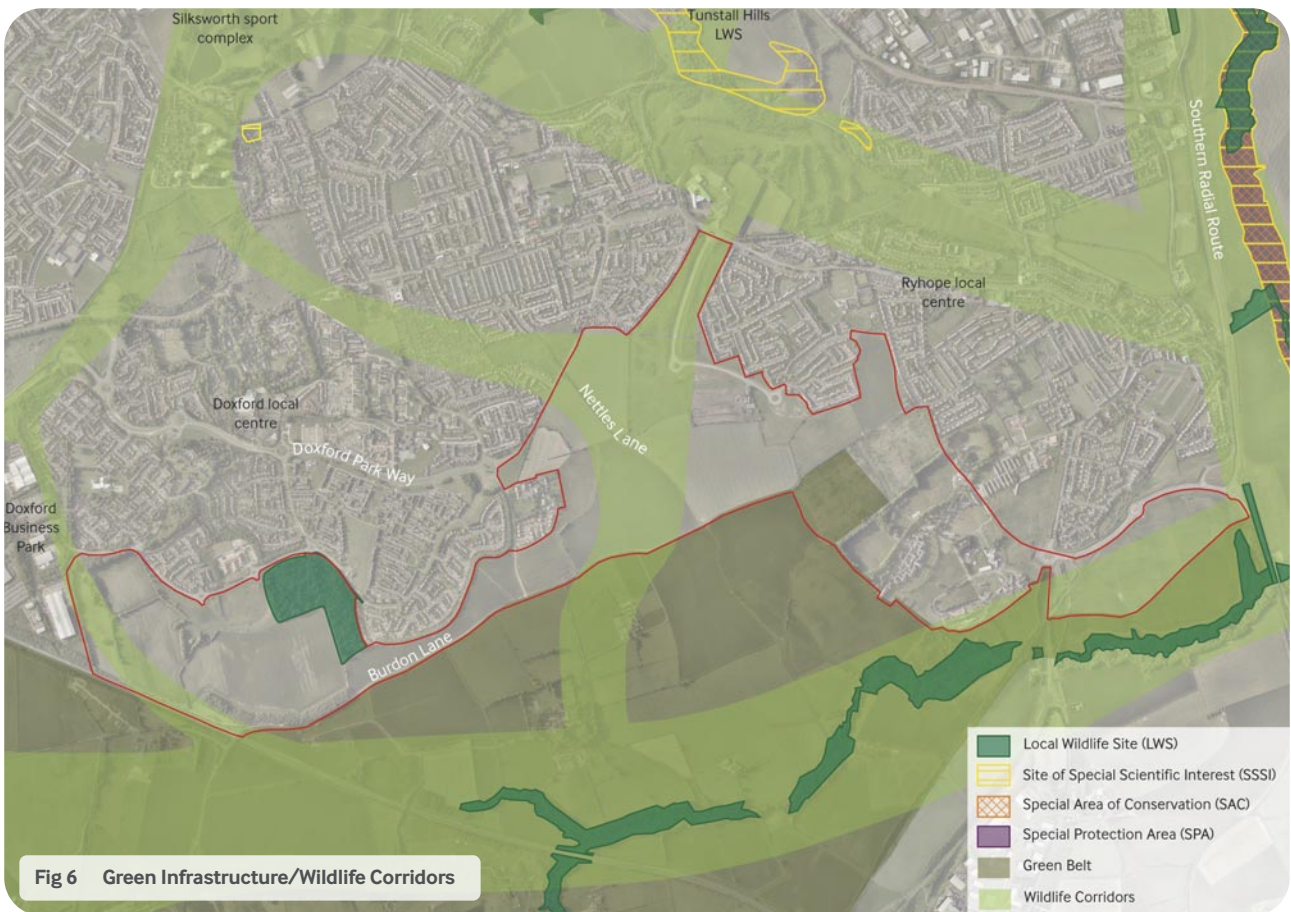 Silksworth sport
complex
Tunstall Hills
LWS
Southern Radial Route
Ryhope local
centre
Nettles Lane
Doxford local
centre
Doxford Park Way
Doxford
Business
Park
Burdon Lane
Local Wildlife Site (LWS)
Site of Special Scientific Interest (SSSI)
Special Area of Conservation (SAC)
Special Protection Area (SPA)
Green Belt
Wildlife Corridors
Fig 6 Green Infrastructure/Wildlife Corridors